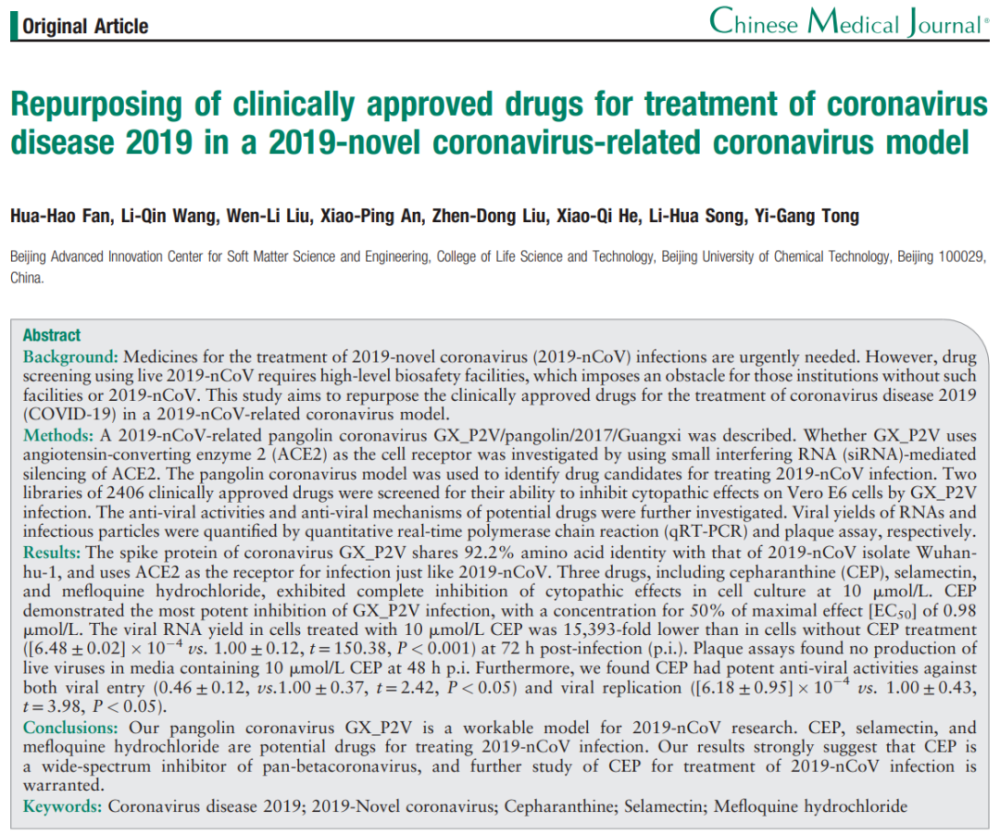 Original Article
Chinese Medical Journal®
Repurposing of clinically approved drugs for treatment of coronavirus
disease 2019 in a 2019-novel coronavirus-related coronavirus model
Hua-Hao Fan, Li-Qin Wang, Wen-Li Liu, Xiao-Ping An, Zhen-Dong Liu, Xiao-Qi He, Li-Hua Song, Yi-Gang Tong
Beijing Advanced Innovation Center for Soft Matter Science and Engineering, College of Life Science and Technology, Beijing University of Chemical Technology, Beijing 100029,
China.
Abstract
Background: Medicines for the treatment of 2019-novel coronavirus (2019-nCoV) infections are urgently needed. However, drug
screening using live 2019-nCoV requires high-level biosafety facilities, which imposes an obstacle for those institutions without such
facilities or 2019-nCoV. This study aims to repurpose the clinically approved drugs for the treatment of coronavirus disease 2019
(COVID-19) in a 2019-nCoV-related coronavirus model.
Methods: A 2019-nCoV-related pangolin coronavirus GX_P2V/pangolin/2017/Guangxi was described. Whether GX_P2V uses
angiotensin-converting enzyme 2 (ACE2) as the cell receptor was investigated by using small interfering RNA (siRNA)-mediated
silencing of ACE2. The pangolin coronavirus model was used to identify drug candidates for treating 2019-nCoV infection. Two
libraries of 2406 clinically approved drugs were screened for their ability to inhibit cytopathic effects on Vero E6 cells by GX_P2V
infection. The anti-viral activities and anti-viral mechanisms of potential drugs were further investigated. Viral yields of RNAs and
infectious particles were quantified by quantitative real-time polymerase chain reaction (qRT-PCR) and plaque assay, respectively.
Results: The spike protein of coronavirus GX_P2V shares 92.2% amino acid identity with that of 2019-nCoV isolate Wuhan-
hu-1, and uses ACE2 as the receptor for infection just like 2019-nCoV. Three drugs, including cepharanthine (CEP), selamectin,
and mefloquine hydrochloride, exhibited complete inhibition of cytopathic effects in cell culture at 10 μmol/L. CEP
demonstrated the most potent inhibition of GX_P2V infection, with a concentration for 50% of maximal effect [EC50] of 0.98
μmol/L. The viral RNA yield in cells treated with 10 μmol/L CEP was 15,393-fold lower than in cells without CEP treatment
([6.48 ± 0.02] × 10−4 vs. 1.00 ± 0.12, t = 150.38, P < 0.001) at 72 h post-infection (p.i.). Plaque assays found no production of
live viruses in media containing 10 μmol/L CEP at 48 h p.i. Furthermore, we found CEP had potent anti-viral activities against
both viral entry (0.46 ± 0.12, vs.1.00 ± 0.37, t = 2.42, P < 0.05) and viral replication ([6.18 ± 0.95] × 10−4 vs. 1.00 ± 0.43,
t = 3.98, P < 0.05).
Conclusions: Our pangolin coronavirus GX_P2V is a workable model for 2019-nCoV research. CEP, selamectin, and
mefloquine hydrochloride are potential drugs for treating 2019-nCoV infection. Our results strongly suggest that CEP is
a wide-spectrum inhibitor of pan-betacoronavirus, and further study of CEP for treatment of 2019-nCoV infection is
warranted.
Keywords: Coronavirus disease 2019; 2019-Novel coronavirus; Cepharanthine; Selamectin; Mefloquine hydrochloride